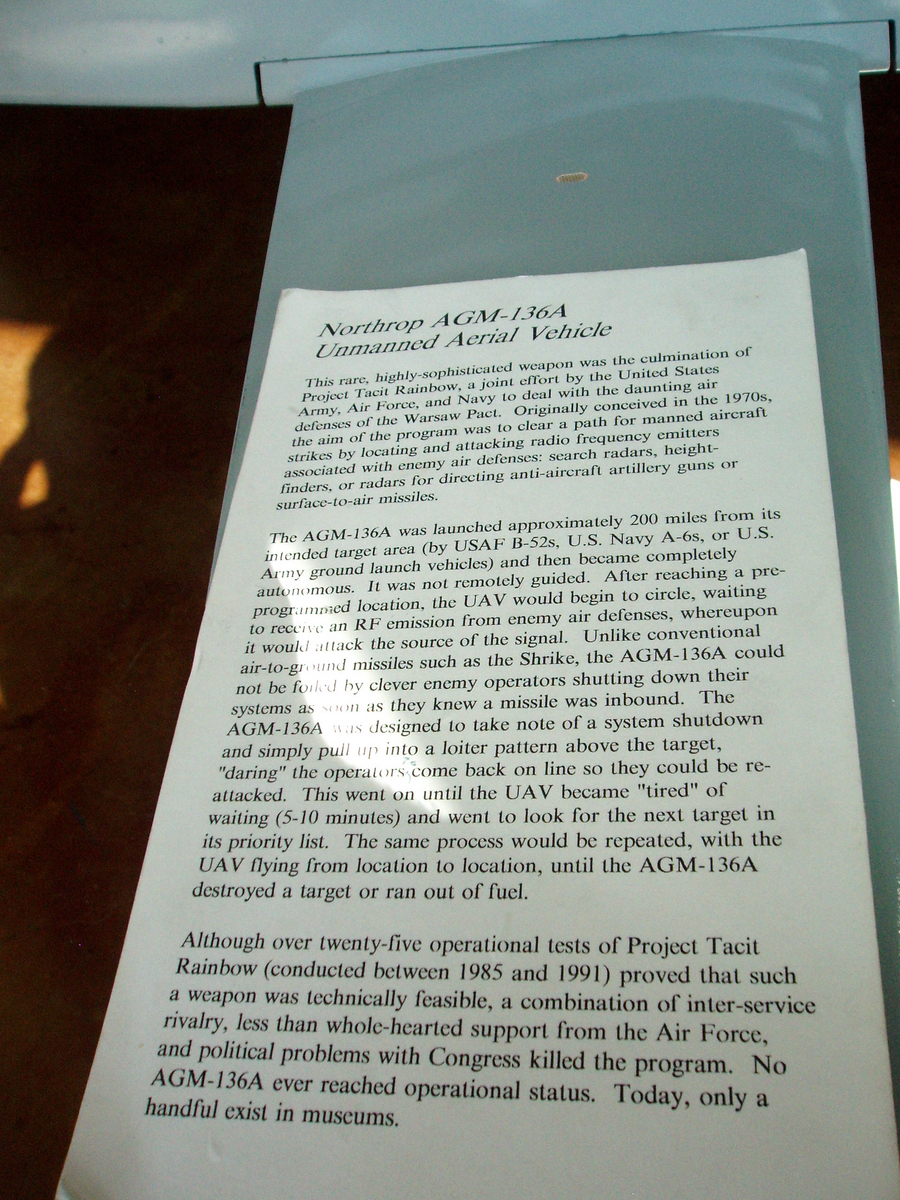 Northrop AGM-136A
Unmanned Aerial Vehicle
This rare, highly-sophisticated weapon was the culmination of
Project Tacit Rainbow, a joint effort by the United States
Army, Air Force, and Navy to deal with the daunting air
defenses of the Warsaw Pact. Originally conceived in the 1970s,
the aim of the program was to clear a path for manned aircraft
strikes by locating and attacking radio frequency emitters
associated with enemy air defenses: search radars, height-
finders, or radars for directing anti-aircraft artillery guns or
surface-to-air missiles.
The AGM-136A was launched approximately 200 miles from its
intended target area (by USAF B-52s, U.S. Navy A-6s, or U.S.
Army ground launch vehicles) and then became completely
autonomous. It was not remotely guided. After reaching a pre-
programmed location, the UAV would begin to circle, waiting
to receive an RF emission from enemy air defenses, whereupon
it would attack the source of the signal. Unlike conventional
air-to-ground missiles such as the Shrike, the AGM-136A could
not be foiled by clever enemy operators shutting down their
systems as soon as they knew a missile was inbound. The
AGM-136A was designed to take note of a system shutdown
and simply pull up into a loiter pattern above the target,
"daring" the operators come back on line so they could be re-
attacked. This went on until the UAV became "tired" of
waiting (5-10 minutes) and went to look for the next target in
its priority list. The same process would be repeated, with the
UAV flying from location to location, until the AGM-136A
destroyed a target or ran out of fuel.
Although over twenty-five operational tests of Project Tacit
Rainbow (conducted between 1985 and 1991) proved that such
a weapon was technically feasible, a combination of inter-service
rivalry, less than whole-hearted support from the Air Force,
and political problems with Congress killed the program. No
AGM-136A ever reached operational status. Today, only a
handful exist in museums.